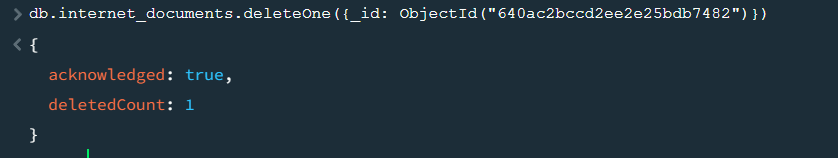 > db.internet_documents.deleteOne({_id: ObjectId("640ac2bccd2ee2e25bdb7482")})
< {
acknowledged: true,
deletedCount: 1
}